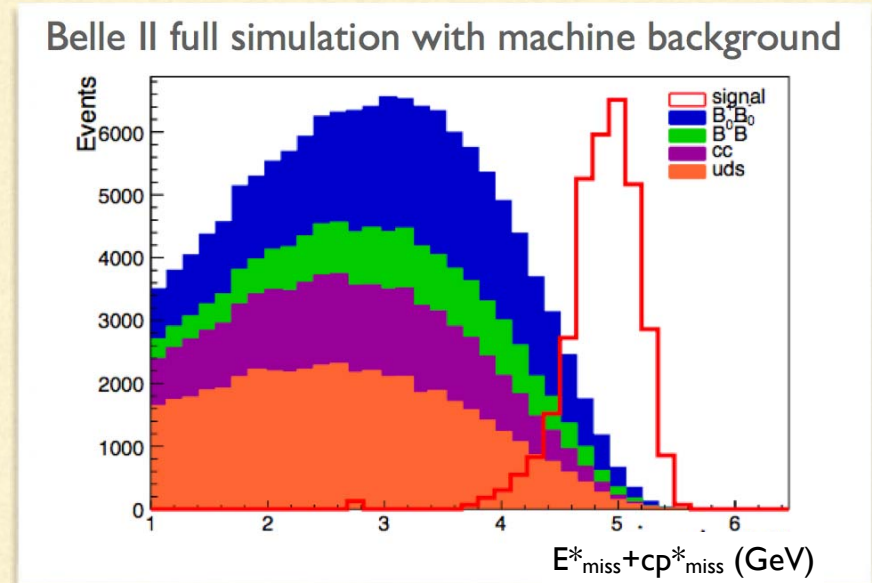 Belle II full simulation with machine background
Events
signal
B⁺B⁻
B⁰B⁰
cc
uds
6000
5000
4000
3000
2000
1000
0
1 2 3 4 5 6
E*miss+cp*miss (GeV)